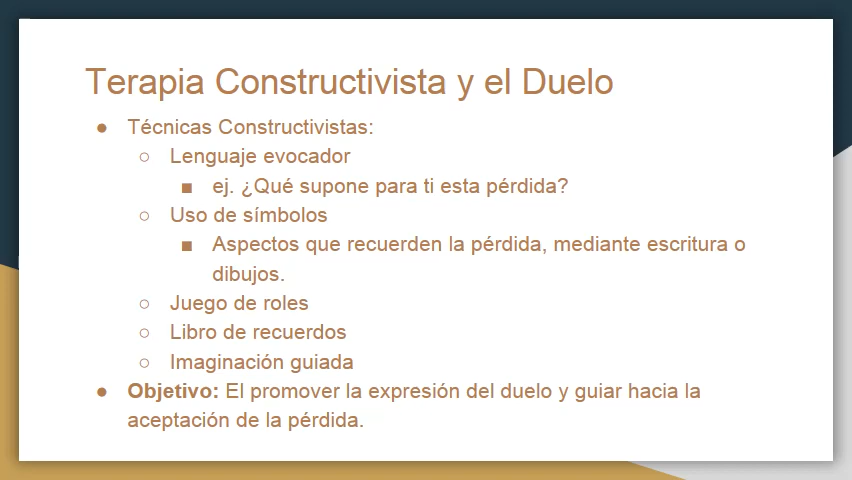 Terapia Constructivista y el Duelo
● Técnicas Constructivistas:
○ Lenguaje evocador
■ ej. ¿Qué supone para ti esta pérdida?
○ Uso de símbolos
■ Aspectos que recuerden la pérdida, mediante escritura o
dibujos.
○ Juego de roles
○ Libro de recuerdos
○ Imaginación guiada
● Objetivo: El promover la expresión del duelo y guiar hacia la
aceptación de la pérdida.